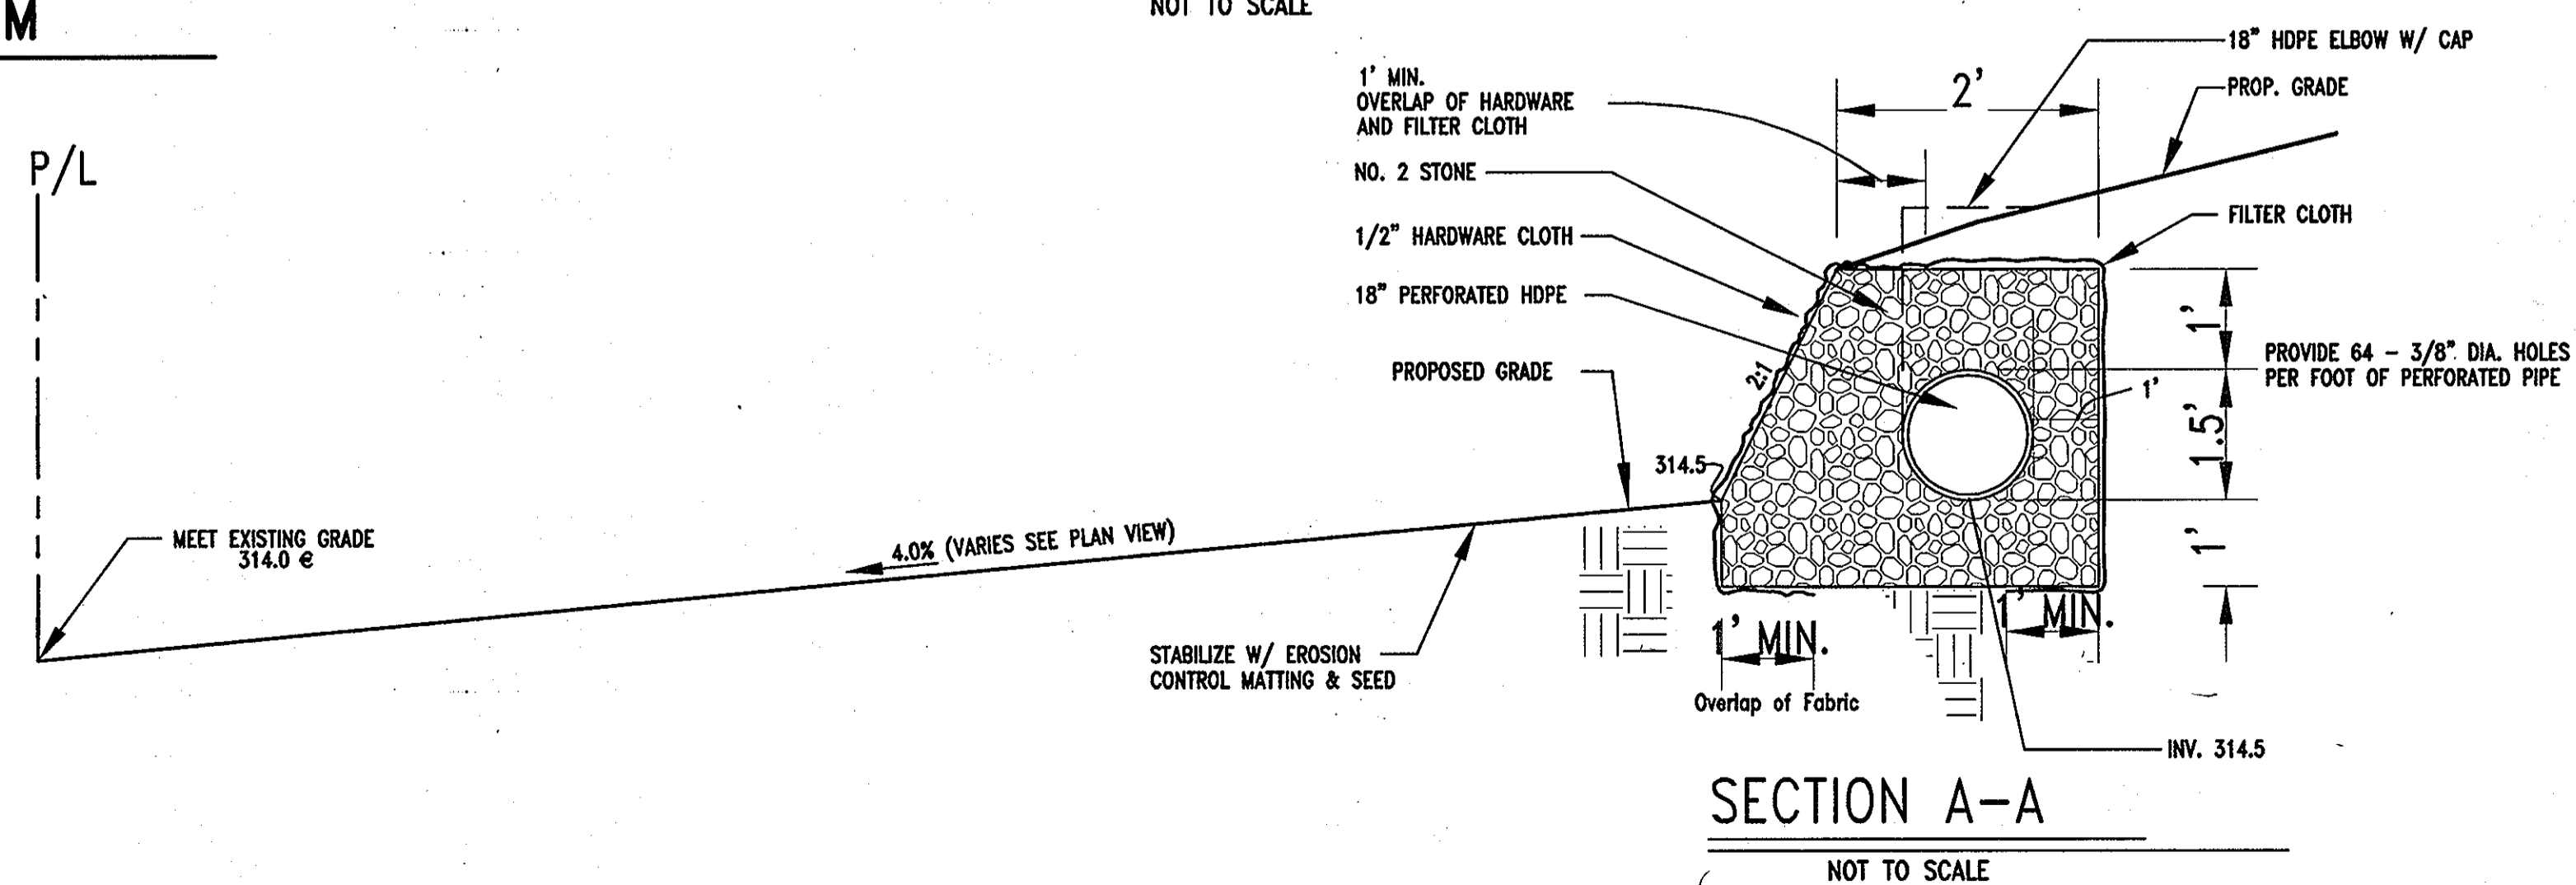 M
NOT TO SCALE
18" HDPE ELBOW W/ CAP
1' MIN.
OVERLAP OF HARDWARE
AND FILTER CLOTH
2'
PROP. GRADE
P/L
NO. 2 STONE
FILTER CLOTH
1/2" HARDWARE CLOTH
18" PERFORATED HDPE
1'
PROVIDE 64 - 3/8" DIA. HOLES
PER FOOT OF PERFORATED PIPE
PROPOSED GRADE
2:1
1'
1.5'
314.5
MEET EXISTING GRADE
314.0 €
4.0% (VARIES SEE PLAN VIEW)
1'
1' MIN.
1' MIN.
STABILIZE W/ EROSION
CONTROL MATTING & SEED
Overlap of Fabric
INV. 314.5
SECTION A-A
NOT TO SCALE